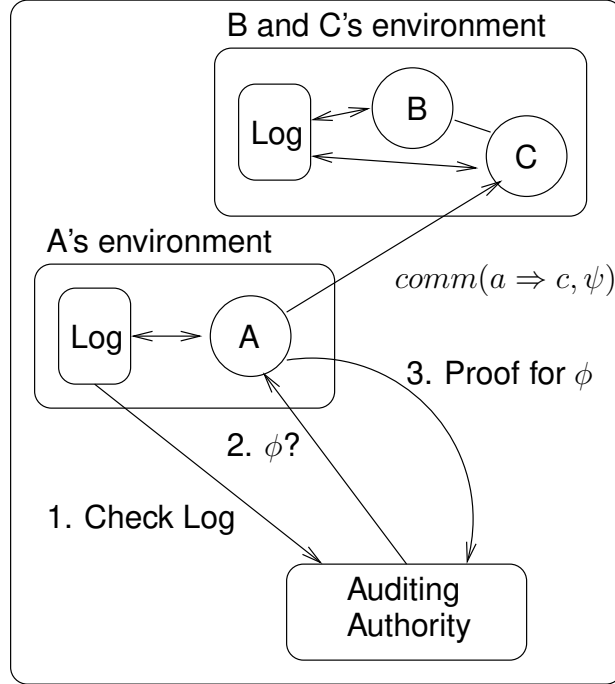 B and C's environment
B
Log
C
A's environment
comm(a ⇒ c, ψ)
Log
A
3. Proof for ϕ
2. ϕ?
1. Check Log
Auditing
Authority